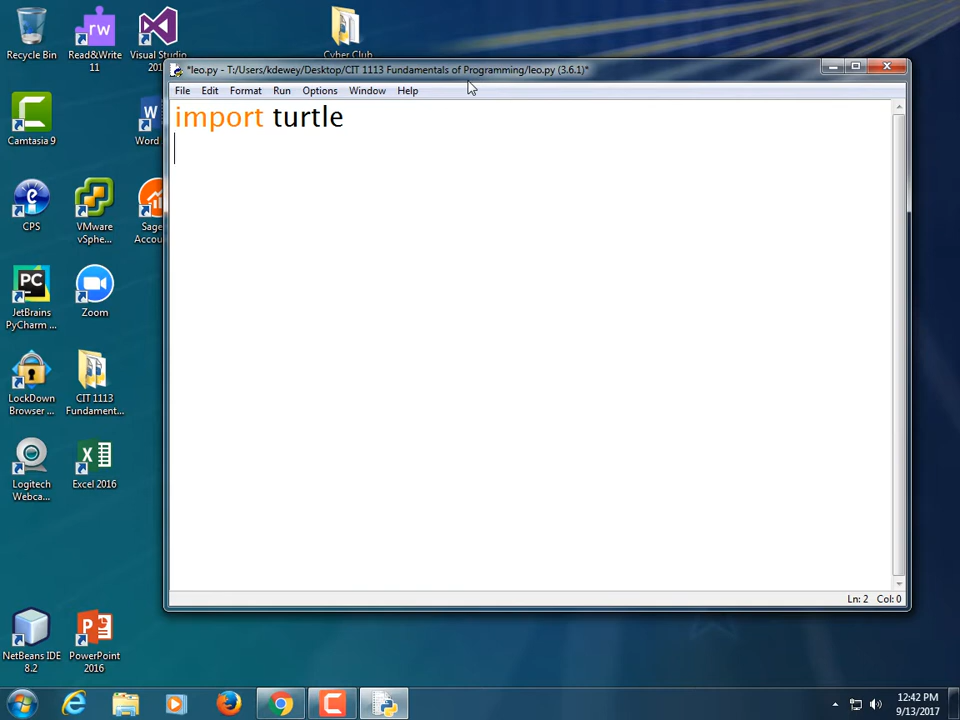 Recycle Bin
Read&Write
11
Visual Studio
201
Cyber Club
*leo.py - T:/Users/kdewey/Desktop/CIT 1113 Fundamentals of Programming/leo.py (3.6.1)*
File Edit Format Run Options Window Help
import turtle
Camtasia 9
Word
CPS
VMware
vSphe...
Sage
Accou
JetBrains
PyCharm ...
Zoom
LockDown
Browser ...
CIT 1113
Fundament...
Logitech
Webca...
Excel 2016
NetBeans IDE
8.2
PowerPoint
2016
Ln: 2 Col: 0
12:42 PM
9/13/2017